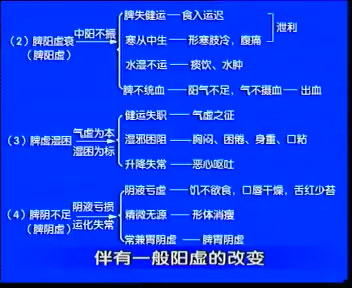 脾失健运—食入运迟
泄利
(2) 脾阳虚衰 中阳不振 寒从中生—形寒肢冷，腹痛
(脾阳虚)
水湿不运—痰饮、水肿
脾不统血—阳气不足，气不摄血—出血
健运失职—气虚之征
(3) 脾虚湿困 气虚为本 湿困为标 湿邪困阻—胸闷、困倦、身重、口粘
升降失常—恶心呕吐
阴液亏虚—饥不欲食，口唇干燥，舌红少苔
(4) 脾阴不足 阴液亏损 运化失常 精微无源—形体消瘦
(脾阴虚)
常兼胃阴虚—脾胃阴虚
伴有一般阳虚的改变